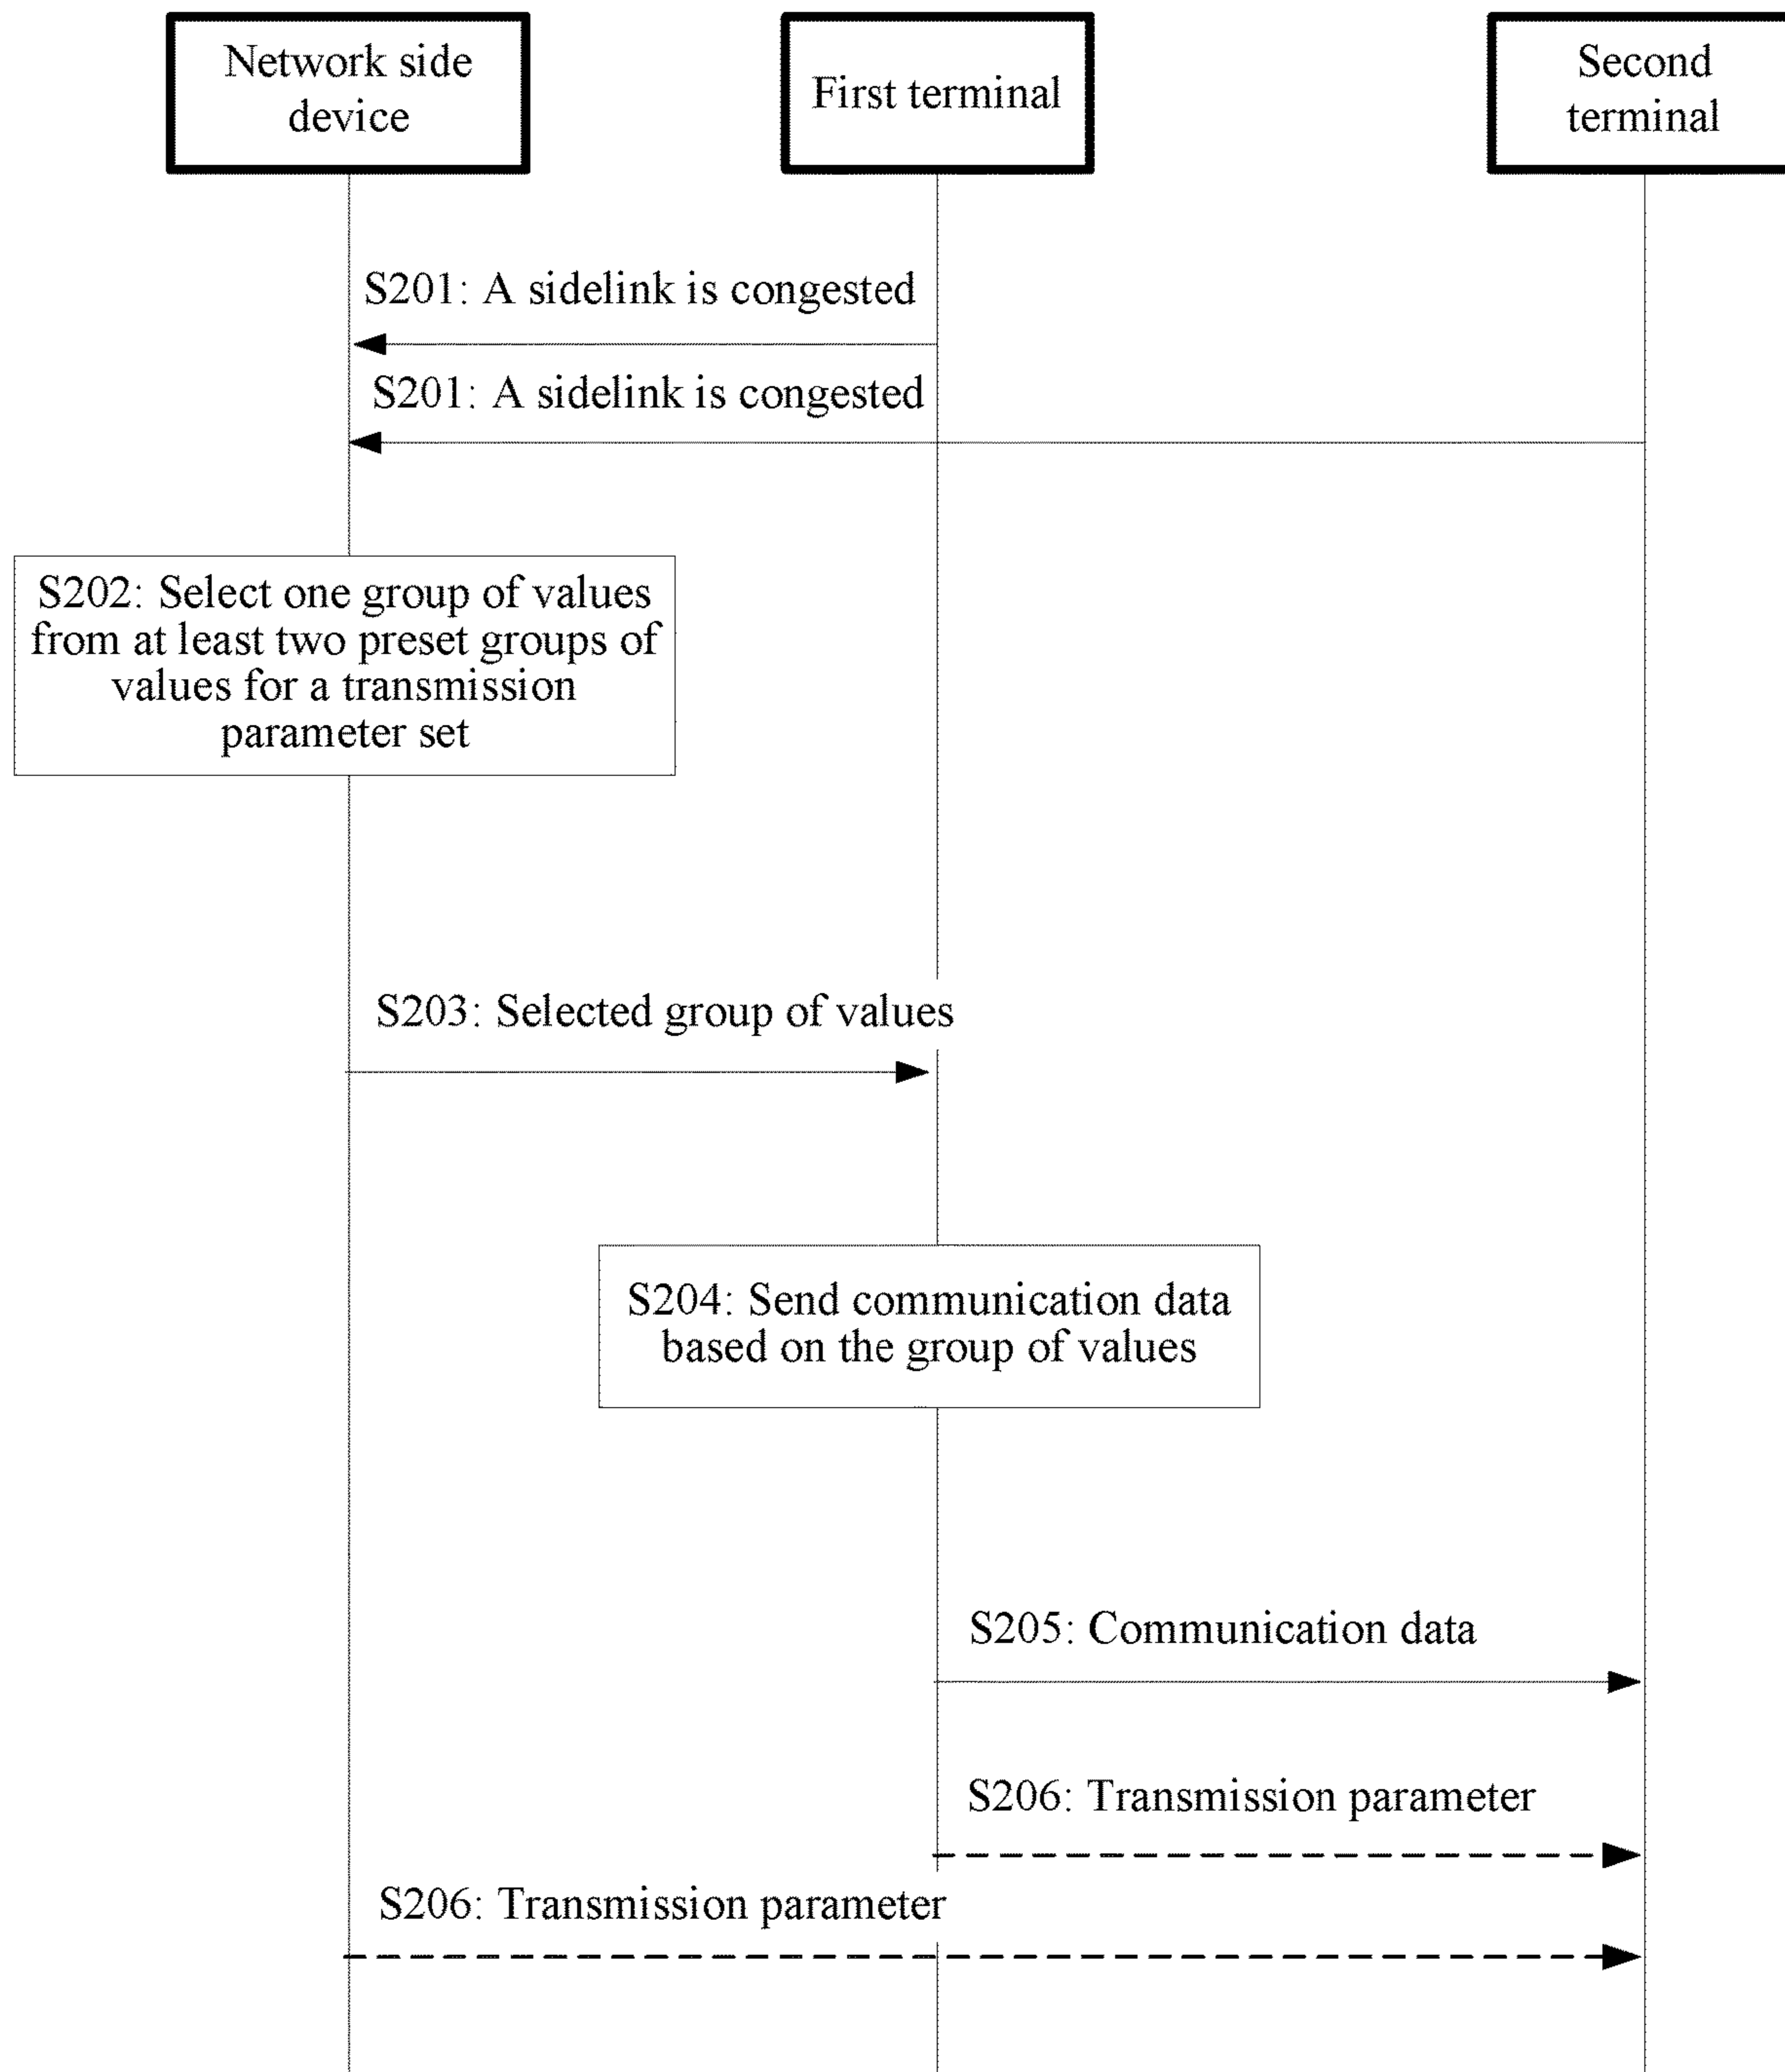 Network side
device
First terminal
Second
terminal
S201: A sidelink is congested
S201: A sidelink is congested
S202: Select one group of values
from at least two preset groups of
values for a transmission
parameter set
S203: Selected group of values
S204: Send communication data
based on the group of values
S205: Communication data
S206: Transmission parameter
S206: Transmission parameter